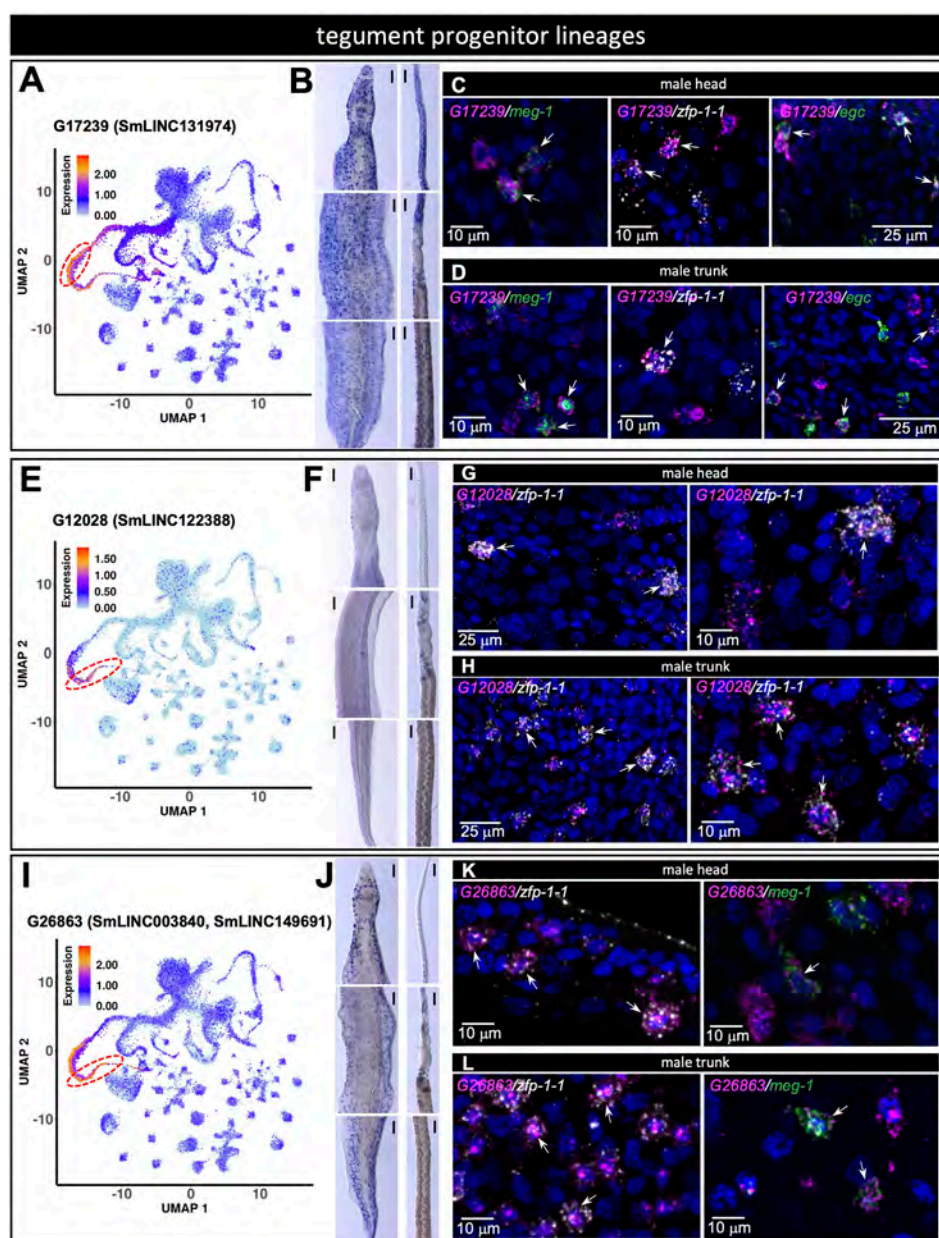 tegument progenitor lineages
A
G17239 (SmLINC131974)
Expression
2.00
1.00
0.00
UMAP 2
10
0
-10
-10
0
10
UMAP 1
B
C
male head
G17239/meg-1
10 μm
G17239/zfp-1-1
10 μm
G17239/egc
25 μm
D
male trunk
G17239/meg-1
10 μm
G17239/zfp-1-1
10 μm
G17239/egc
25 μm
E
G12028 (SmLINC122388)
Expression
1.50
1.00
0.50
0.00
UMAP 2
10
0
-10
-10
0
10
UMAP 1
F
G
male head
G12028/zfp-1-1
25 μm
G12028/zfp-1-1
10 μm
H
male trunk
G12028/zfp-1-1
25 μm
G12028/zfp-1-1
10 μm
I
G26863 (SmLINC003840, SmLINC149691)
Expression
2.00
1.00
0.00
UMAP 2
10
0
-10
-10
0
10
UMAP 1
J
K
male head
G26863/zfp-1-1
10 μm
G26863/meg-1
10 μm
L
male trunk
G26863/zfp-1-1
10 μm
G26863/meg-1
10 μm